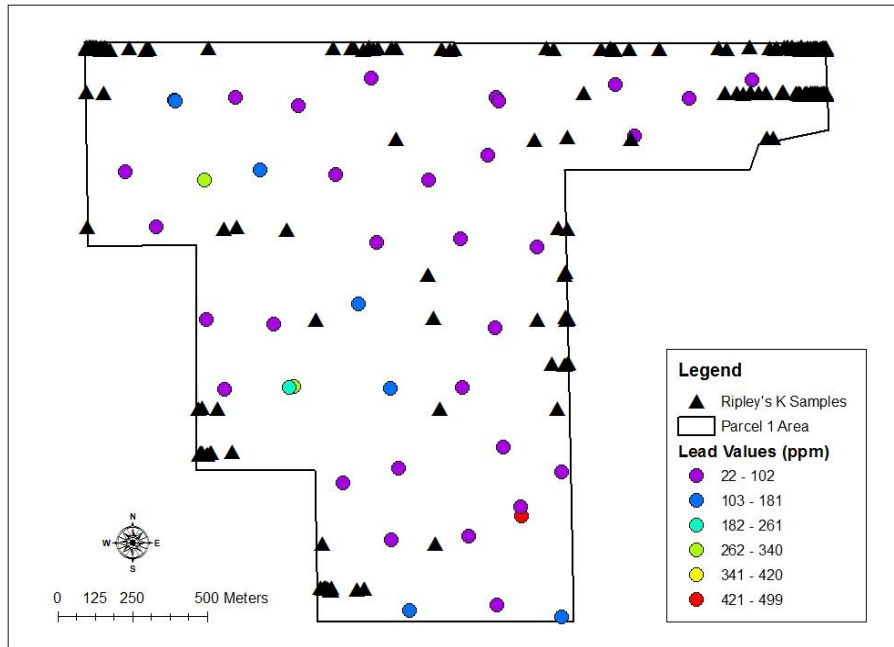 Legend
Ripley's K Samples
Parcel 1 Area
Lead Values (ppm)
22 - 102
103 - 181
182 - 261
262 - 340
341 - 420
421 - 499
N
W E
S
0 125 250 500 Meters